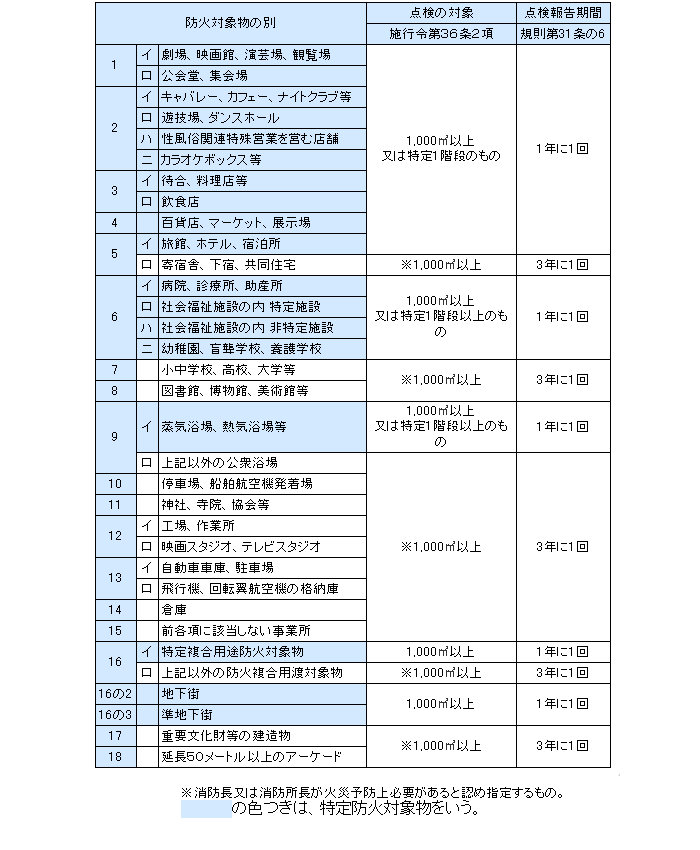 防火対象物の別 点検の対象 点検報告期間
施行令第36条2項 規則第31条の6
1 イ 劇場、映画館、演芸場、観覧場
ロ 公会堂、集会場
2 イ キャバレー、カフェー、ナイトクラブ等
ロ 遊技場、ダンスホール
ハ 性風俗関連特殊営業を営む店舗
ニ カラオケボックス等
1,000㎡以上
又は特定1階段のもの
1年に1回
3 イ 待合、料理店等
ロ 飲食店
4 百貨店、マーケット、展示場
5 イ 旅館、ホテル、宿泊所
ロ 寄宿舎、下宿、共同住宅 ※1,000㎡以上 3年に1回
6 イ 病院、診療所、助産所
ロ 社会福祉施設の内 特定施設
ハ 社会福祉施設の内 非特定施設
ニ 幼稚園、盲聾学校、養護学校
1,000㎡以上
又は特定1階段以上のも
の
1年に1回
7 小中学校、高校、大学等
8 図書館、博物館、美術館等
※1,000㎡以上 3年に1回
9 イ 蒸気浴場、熱気浴場等
1,000㎡以上
又は特定1階段以上のも
の
1年に1回
ロ 上記以外の公衆浴場
10 停車場、船舶航空機発着場
11 神社、寺院、協会等
12 イ 工場、作業所
ロ 映画スタジオ、テレビスタジオ
※1,000㎡以上 3年に1回
13 イ 自動車車庫、駐車場
ロ 飛行機、回転翼航空機の格納庫
14 倉庫
15 前各項に該当しない事業所
16 イ 特定複合用途防火対象物 1,000㎡以上 1年に1回
ロ 上記以外の防火複合用渡対象物 ※1,000㎡以上 3年に1回
16の2 地下街
16の3 準地下街
1,000㎡以上 1年に1回
17 重要文化財等の建造物
18 延長50メートル以上のアーケード
※1,000㎡以上 3年に1回
※消防長又は消防所長が火災予防上必要があると認め指定するもの。
の色つきは、特定防火対象物をいう。